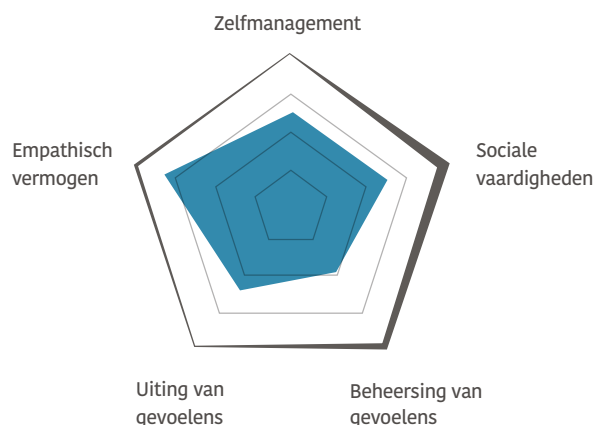 Zelfmanagement
Empathisch
vermogen
Sociale
vaardigheden
Uiting van
gevoelens
Beheersing van
gevoelens